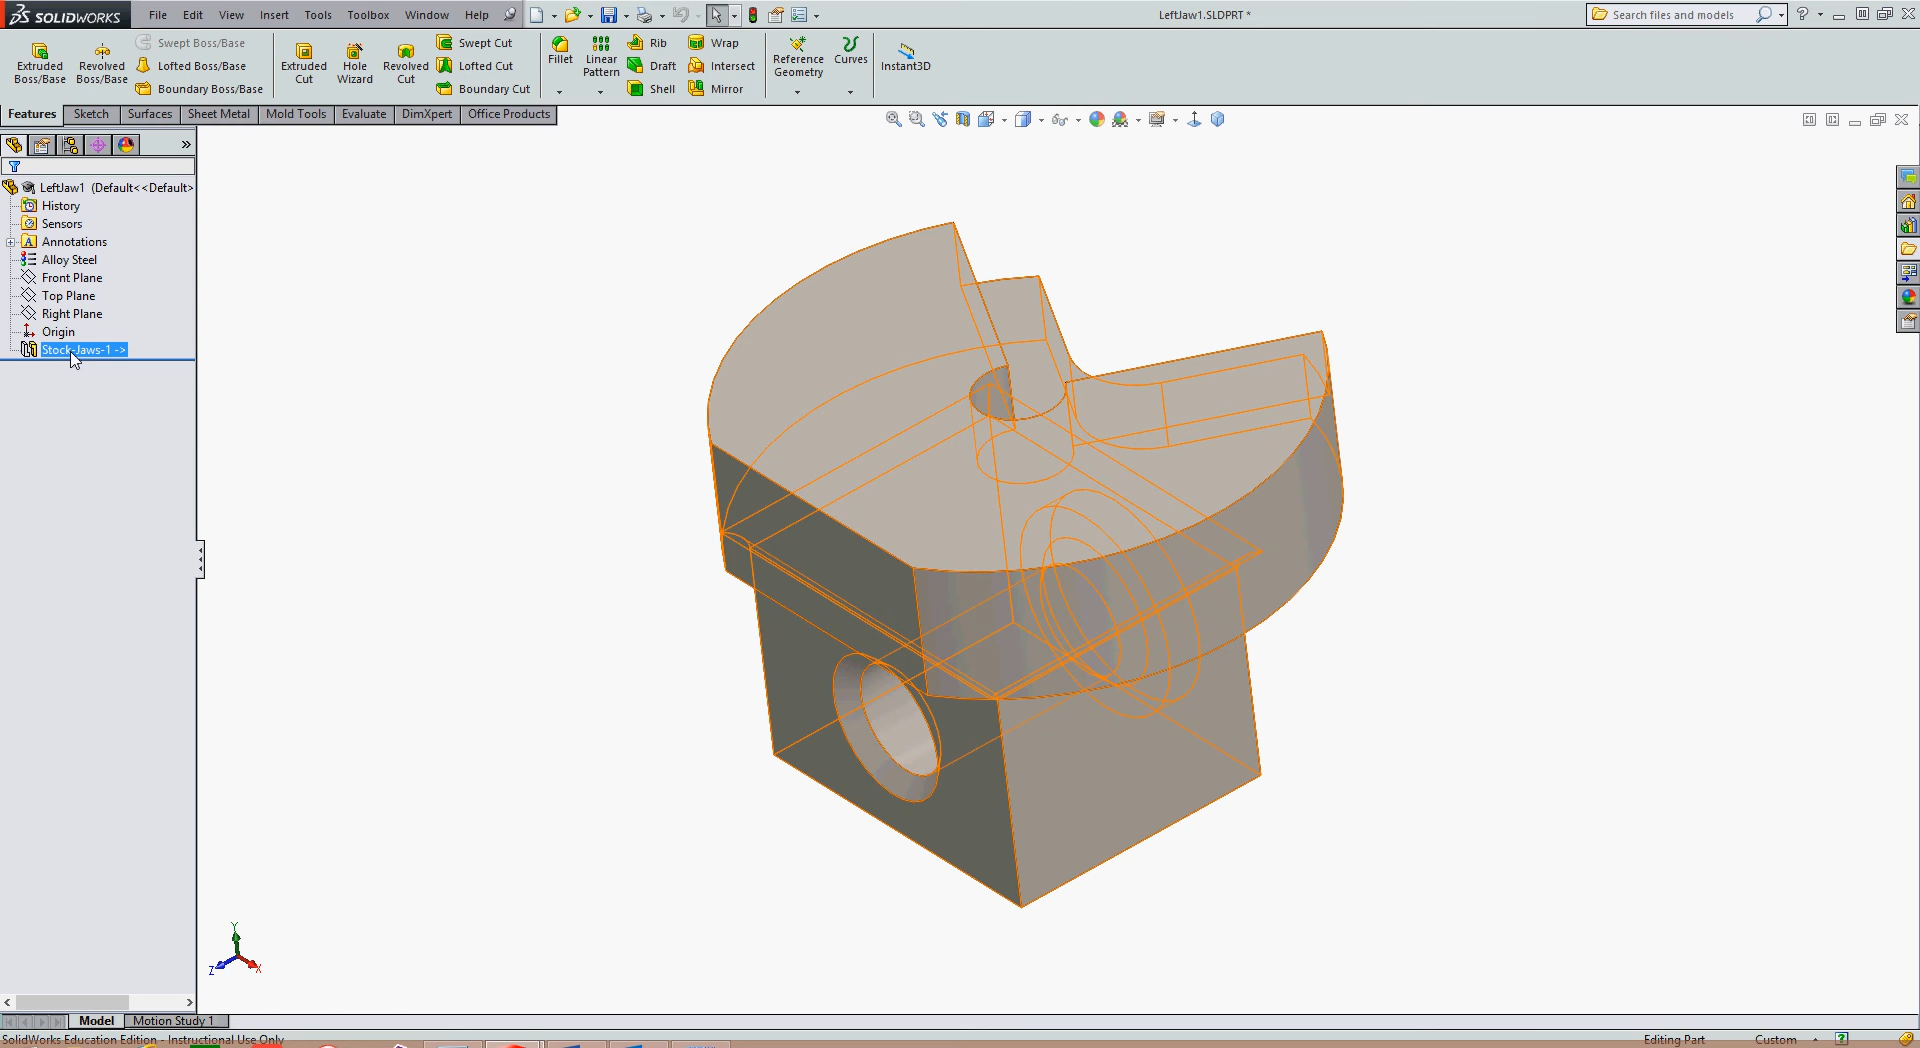 SOLIDWORKS File Edit View Insert Tools Toolbox Window Help LeftJaw1.SLDPRT * Search files and models ?
Extruded Boss/Base
Revolved Boss/Base
Swept Boss/Base
Lofted Boss/Base
Boundary Boss/Base
Extruded Cut
Hole Wizard
Revolved Cut
Swept Cut
Lofted Cut
Boundary Cut
Fillet
Linear Pattern
Rib
Draft
Shell
Wrap
Intersect
Mirror
Reference Geometry
Curves
Instant3D
Features Sketch Surfaces Sheet Metal Mold Tools Evaluate DimXpert Office Products
LeftJaw1 (Default<<Default>
History
Sensors
A Annotations
Alloy Steel
Front Plane
Top Plane
Right Plane
Origin
Stock-Jaws-1 ->
Y
Z X
Model Motion Study 1
SolidWorks Education Edition - Instructional Use Only Editing Part Custom ?